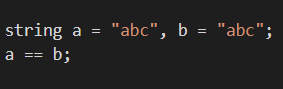 string a = "abc", b = "abc";
a == b;